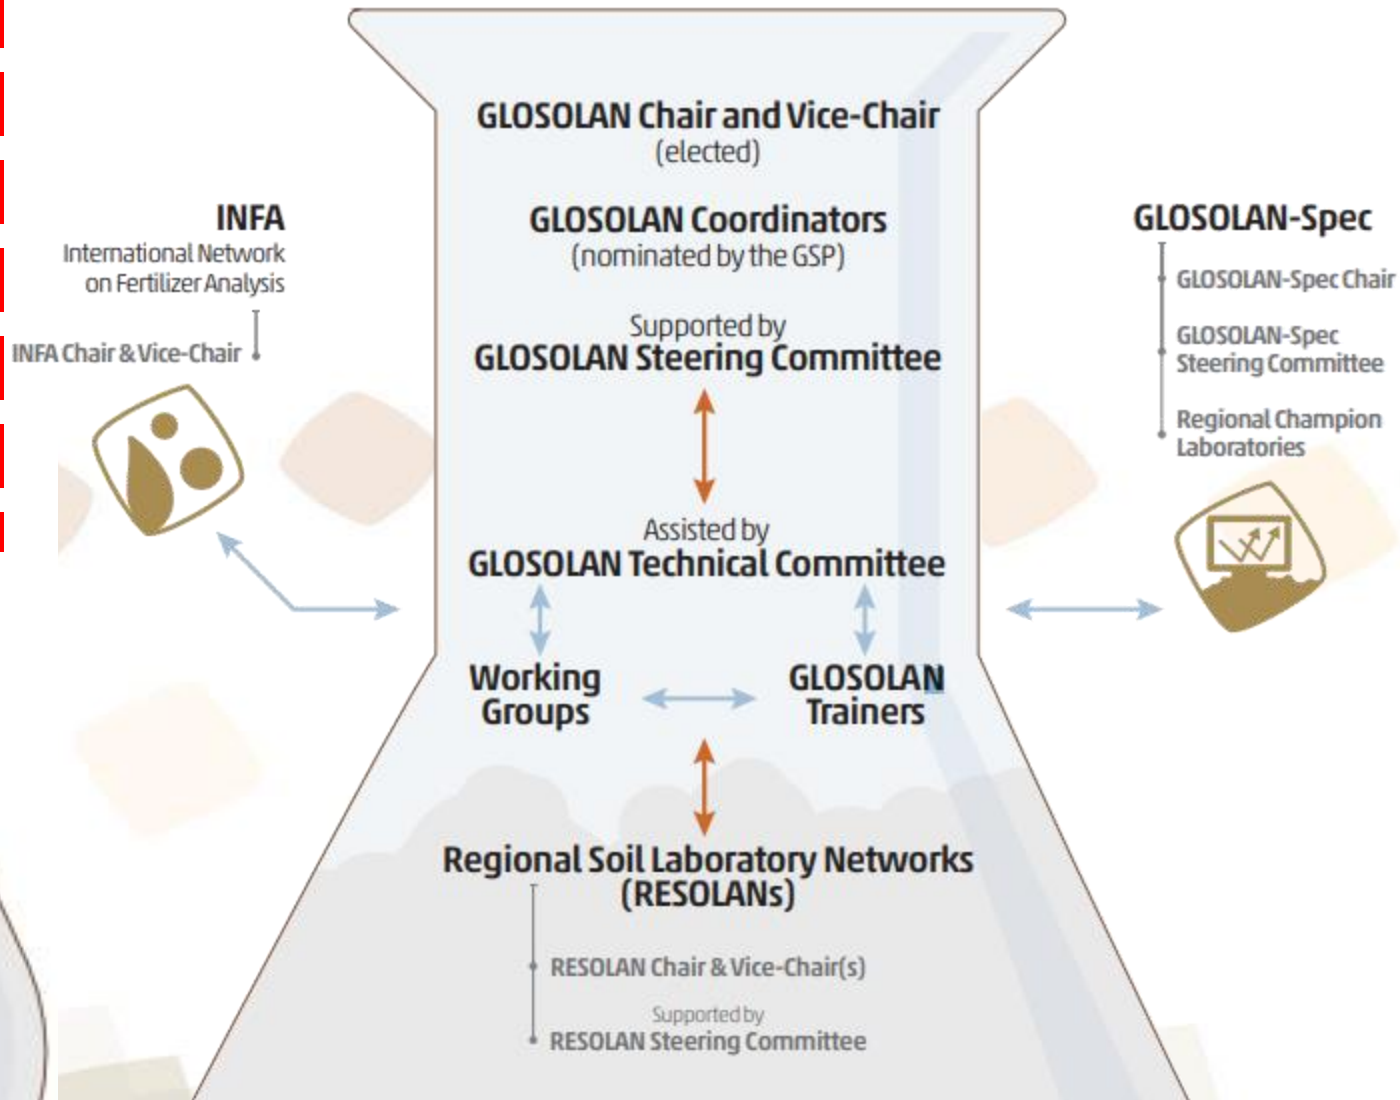 GLOSOLAN Chair and Vice-Chair
(elected)
GLOSOLAN Coordinators
(nominated by the GSP)
Supported by
GLOSOLAN Steering Committee
Assisted by
GLOSOLAN Technical Committee
Working
Groups
GLOSOLAN
Trainers
Regional Soil Laboratory Networks
(RESOLANs)
RESOLAN Chair & Vice-Chair(s)
Supported by
RESOLAN Steering Committee
INFA
International Network
on Fertilizer Analysis
INFA Chair & Vice-Chair
GLOSOLAN-Spec
GLOSOLAN-Spec Chair
GLOSOLAN-Spec
Steering Committee
Regional Champion
Laboratories